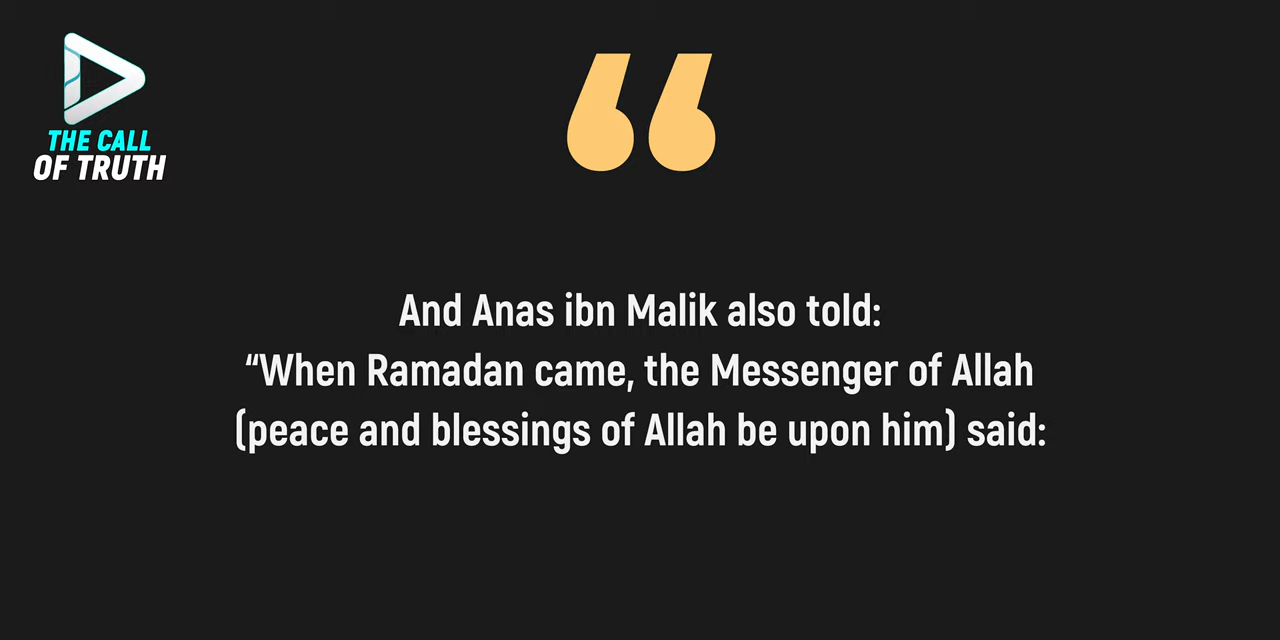 THE CALL
OF TRUTH
And Anas ibn Malik also told:
“When Ramadan came, the Messenger of Allah
(peace and blessings of Allah be upon him) said: